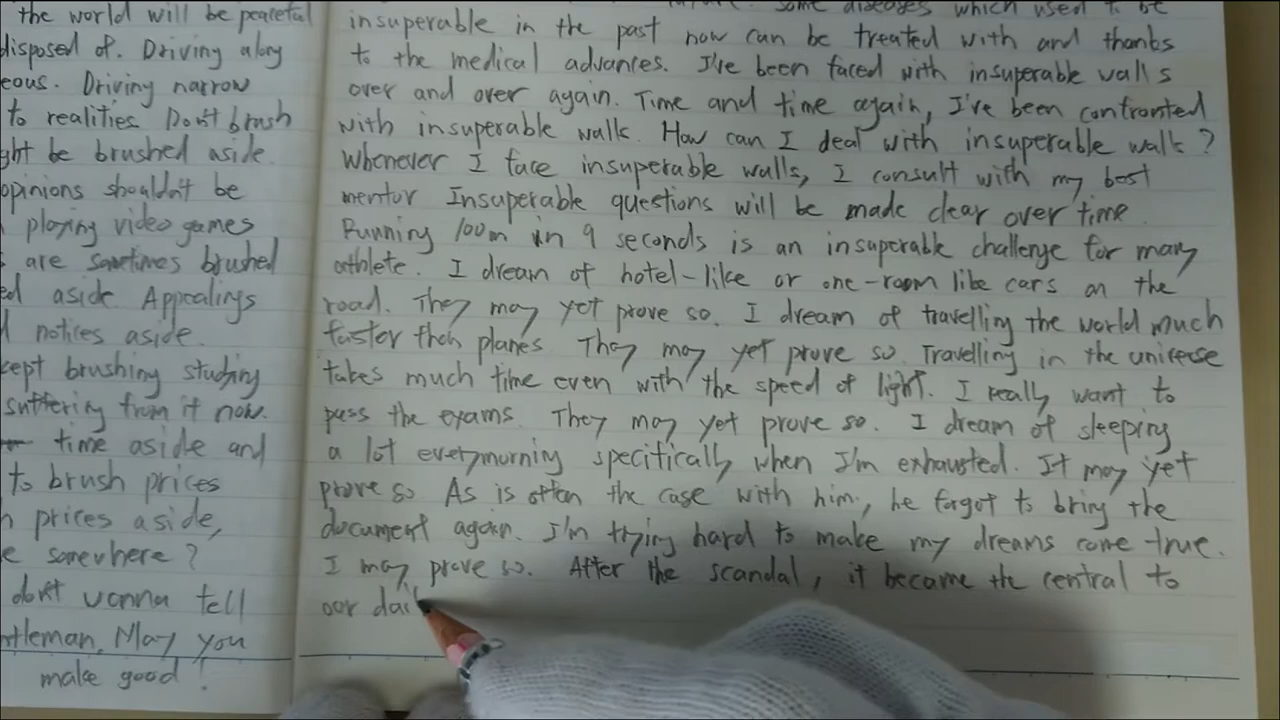 the world will be peaceful
disposed of. Driving along
eous. Driving narrow
to realities. Don't brush
ght be brushed aside.
opinions shouldn't be
playing video games
are sometimes brushed
ed aside. Appealings
d notices aside.
cept brushing studying
suffering from it now.
time aside and
to brush prices
h prices aside,
e somewhere?
don't wanna tell
ntleman. May you
make good!
some diseases which used to be
insuperable in the past now can be treated with and thanks
to the medical advances. I've been faced with insuperable walls
over and over again. Time and time again, I've been confronted
with insuperable walls. How can I deal with insuperable walls?
Whenever I face insuperable walls, I consult with my best
mentor Insuperable questions will be made clear over time.
Running 100m in 9 seconds is an insuperable challenge for many
athlete. I dream of hotel-like or one-room like cars on the
road. They may yet prove so. I dream of travelling the world much
faster than planes They may yet prove so. Travelling in the universe
takes much time even with the speed of light. I really want to
pass the exams. They may yet prove so. I dream of sleeping
a lot everymorning specifically when I'm exhausted. It may yet
prove so As is often the case with him, he forgot to bring the
document again. I'm trying hard to make my dreams come true.
I may prove so. After the scandal, it became the central to
our dail